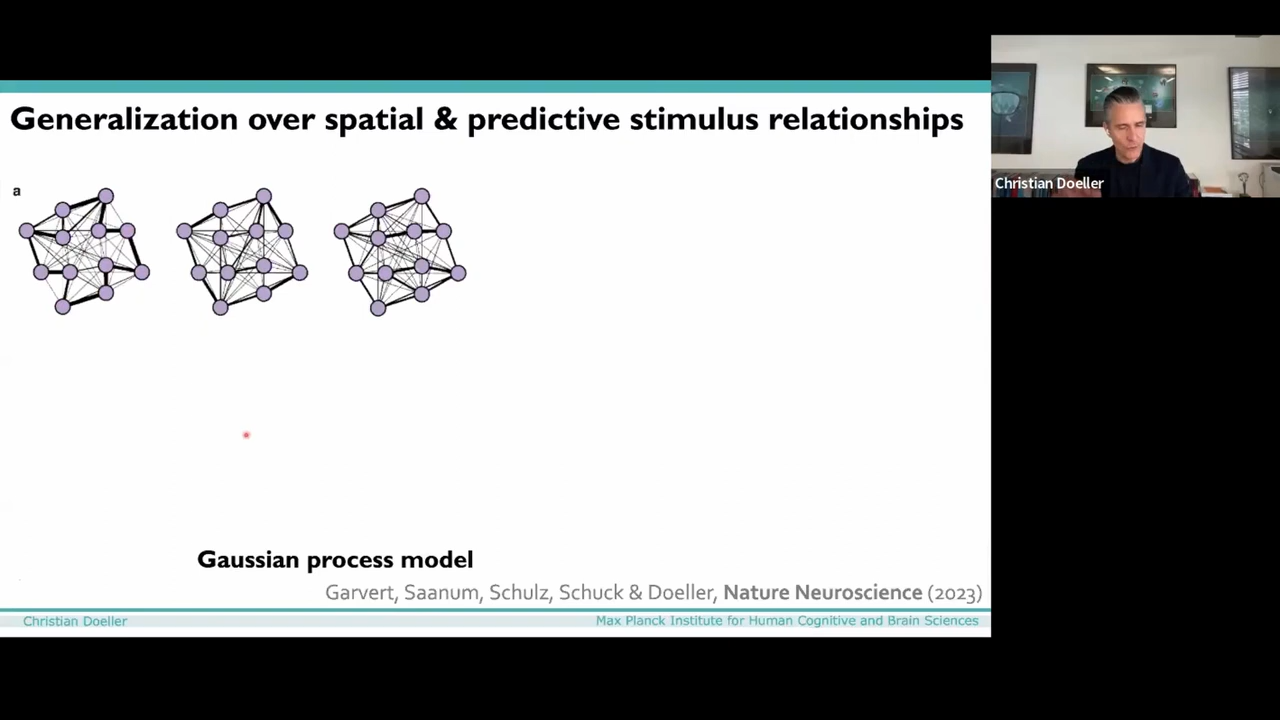 Generalization over spatial & predictive stimulus relationships
a
Christian Doeller
Gaussian process model
Garvert, Saanum, Schulz, Schuck & Doeller, Nature Neuroscience (2023)
Christian Doeller
Max Planck Institute for Human Cognitive and Brain Sciences